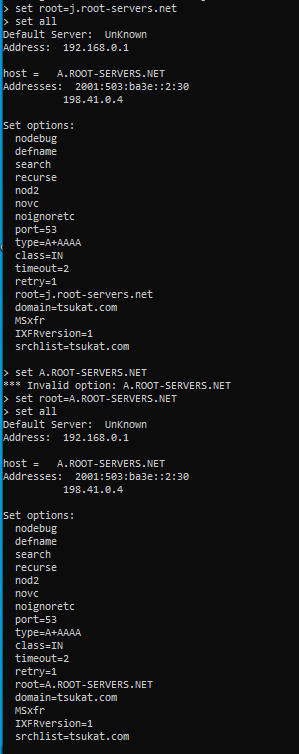 > set root=j.root-servers.net
> set all
Default Server:  UnKnown
Address:  192.168.0.1

host =   A.ROOT-SERVERS.NET
Addresses:  2001:503:ba3e::2:30
          198.41.0.4

Set options:
  nodebug
  defname
  search
  recurse
  nod2
  novc
  noignoretc
  port=53
  type=A+AAAA
  class=IN
  timeout=2
  retry=1
  root=j.root-servers.net
  domain=tsukat.com
  MSxfr
  IXFRversion=1
  srchlist=tsukat.com

> set A.ROOT-SERVERS.NET
*** Invalid option: A.ROOT-SERVERS.NET
> set root=A.ROOT-SERVERS.NET
> set all
Default Server:  UnKnown
Address:  192.168.0.1

host =   A.ROOT-SERVERS.NET
Addresses:  2001:503:ba3e::2:30
          198.41.0.4

Set options:
  nodebug
  defname
  search
  recurse
  nod2
  novc
  noignoretc
  port=53
  type=A+AAAA
  class=IN
  timeout=2
  retry=1
  root=A.ROOT-SERVERS.NET
  domain=tsukat.com
  MSxfr
  IXFRversion=1
  srchlist=tsukat.com